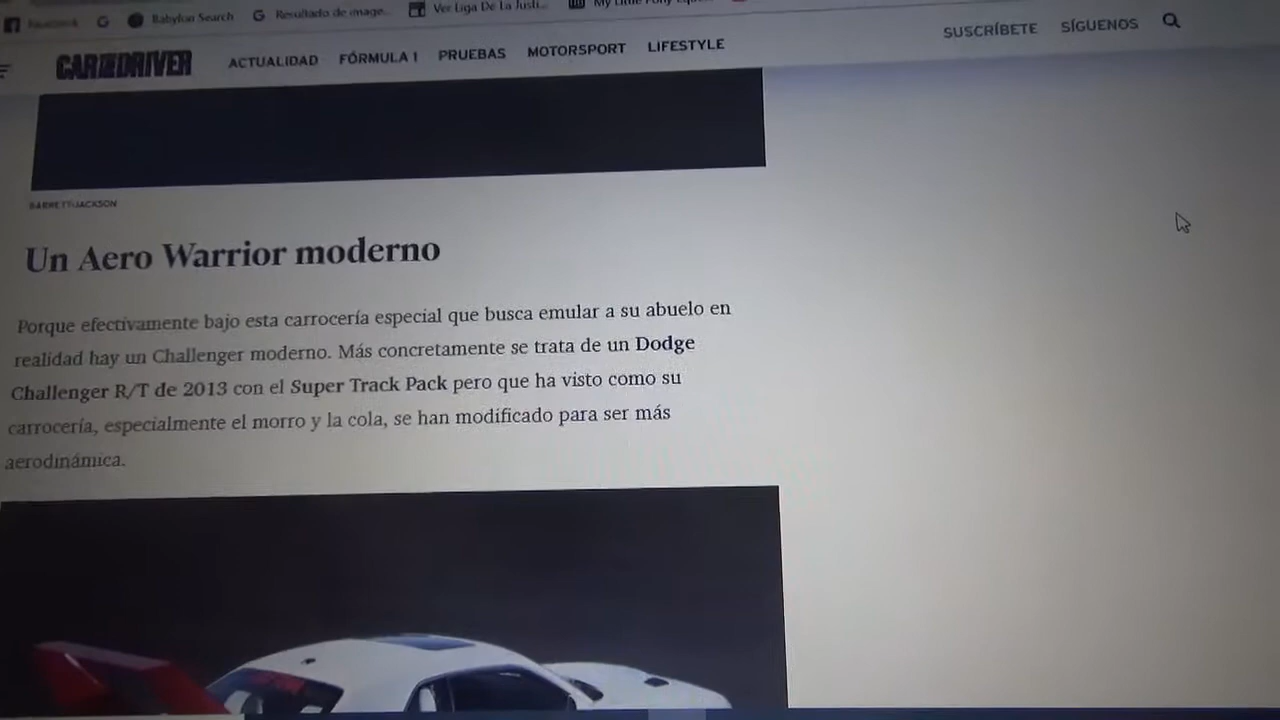 Facebook
Babylon Search
Resultado de image...
Ver Liga De La Justi...
CAR AND DRIVER
ACTUALIDAD
FÓRMULA 1
PRUEBAS
MOTORSPORT
LIFESTYLE
SUSCRÍBETE
SÍGUENOS
BARRETT-JACKSON
Un Aero Warrior moderno
Porque efectivamente bajo esta carrocería especial que busca emular a su abuelo en
realidad hay un Challenger moderno. Más concretamente se trata de un Dodge
Challenger R/T de 2013 con el Super Track Pack pero que ha visto como su
carrocería, especialmente el morro y la cola, se han modificado para ser más
aerodinámica.